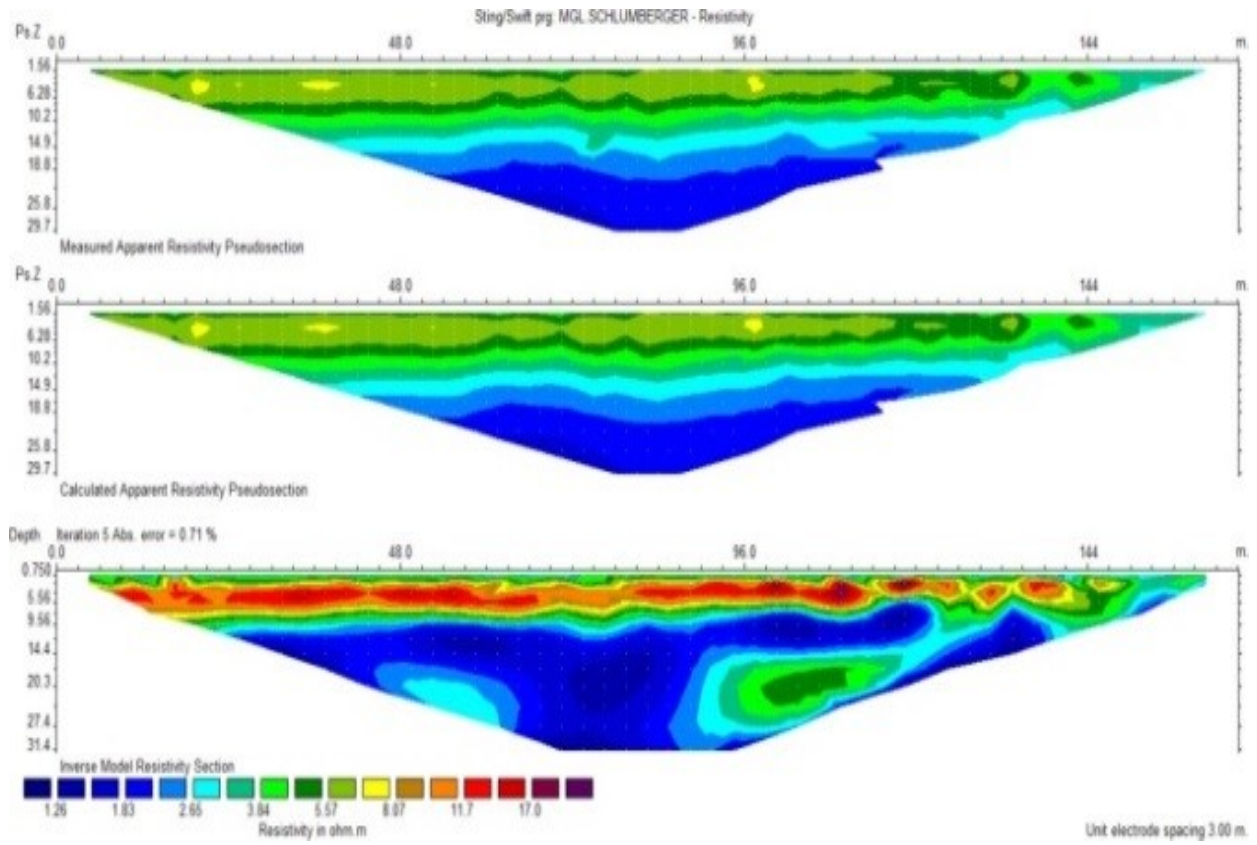 Sting/Swift prg: MGL.SCHLUMBERGER - Resistivity
Ps.Z 0.0 48.0 96.0 144 m.
1.56
6.28
10.2
14.9
18.8
25.8
29.7
Measured Apparent Resistivity Pseudosection
Ps.Z 0.0 48.0 96.0 144 m.
1.56
6.28
10.2
14.9
18.8
25.8
29.7
Calculated Apparent Resistivity Pseudosection
Depth Iteration 5 Abs. error = 0.71 %
0.0 48.0 96.0 144 m.
0.750
5.56
9.56
14.4
20.3
27.4
31.4
Inverse Model Resistivity Section
1.26 1.83 2.65 3.84 5.57 8.07 11.7 17.0
Resistivity in ohm.m
Unit electrode spacing 3.00 m.